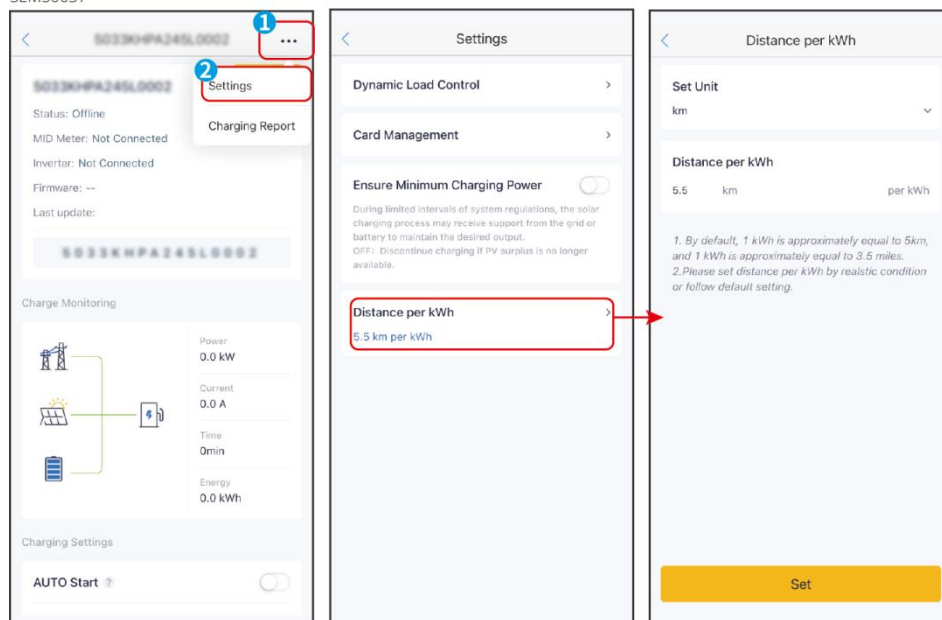 5033KHPA245L0002
1
2
Settings
Charging Report
5033KHPA245L0002
Status: Offline
MID Meter: Not Connected
Inverter: Not Connected
Firmware: --
Last update:
5033KHPA245L0002
Charge Monitoring
Power
0.0 kW
Current
0.0 A
Time
0min
Energy
0.0 kWh
Charging Settings
AUTO Start ?
Settings
Dynamic Load Control
Card Management
Ensure Minimum Charging Power
During limited intervals of system regulations, the solar
charging process may receive support from the grid or
battery to maintain the desired output.
OFF: Discontinue charging if PV surplus is no longer
available.
Distance per kWh
5.5 km per kWh
Distance per kWh
Set Unit
km
Distance per kWh
5.5 km per kWh
1. By default, 1 kWh is approximately equal to 5km,
and 1 kWh is approximately equal to 3.5 miles.
2.Please set distance per kWh by realstic condition
or follow default setting.
Set